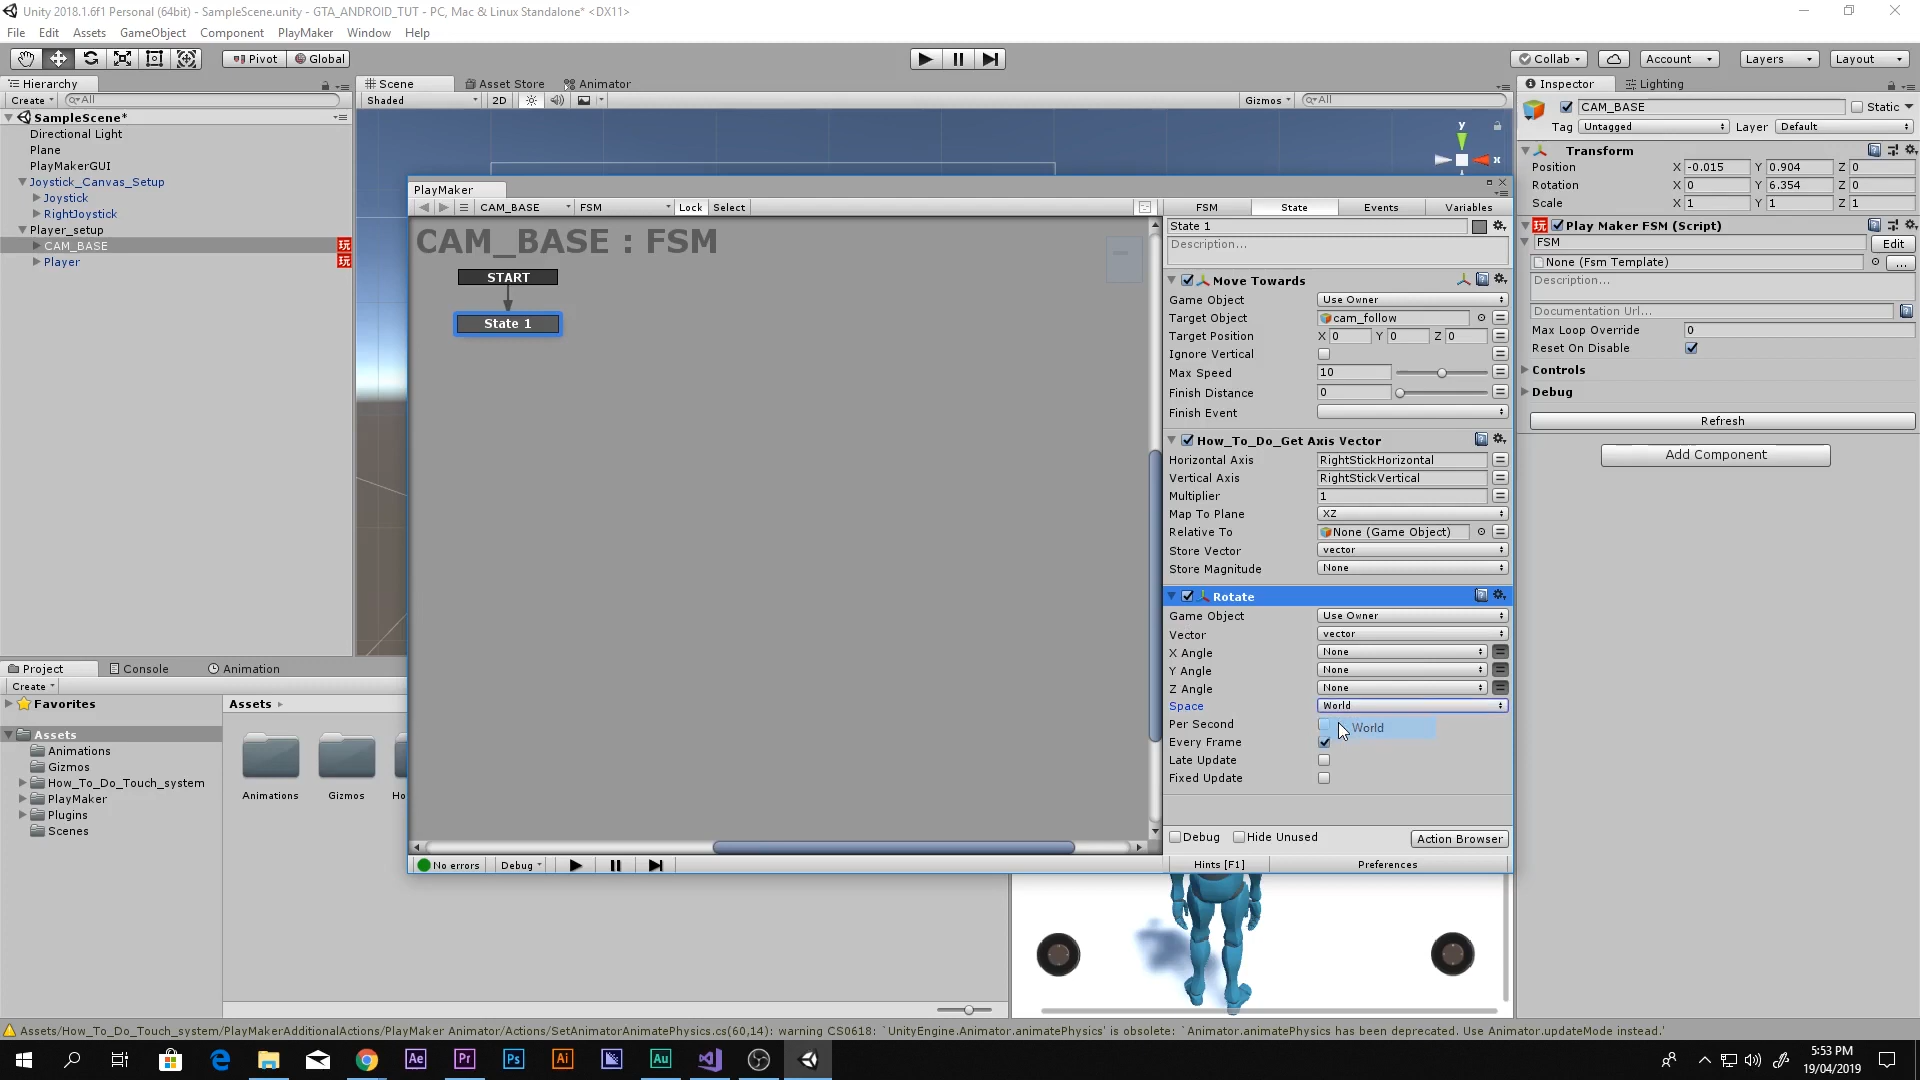 Unity 2018.1.6f1 Personal (64bit) - SampleScene.unity - GTA_ANDROID_TUT - PC, Mac & Linux Standalone* <DX11>
File Edit Assets GameObject Component PlayMaker Window Help
Pivot Global Collab Account Layers Layout
Hierarchy Scene Asset Store Animator Inspector Lighting
Create All Shaded 2D Gizmos All
SampleScene*
Directional Light
Plane
PlayMakerGUI
Joystick_Canvas_Setup
Joystick
RightJoystick
Player_setup
CAM_BASE 玩
Player 玩
y
x
PlayMaker
CAM_BASE FSM Lock Select
CAM_BASE : FSM
START
State 1
FSM State Events Variables
State 1
Description...
Move Towards
Game Object Use Owner
Target Object cam_follow
Target Position X 0 Y 0 Z 0
Ignore Vertical
Max Speed 10
Finish Distance 0
Finish Event
How_To_Do_Get Axis Vector
Horizontal Axis RightStickHorizontal
Vertical Axis RightStickVertical
Multiplier 1
Map To Plane XZ
Relative To None (Game Object)
Store Vector vector
Store Magnitude None
Rotate
Game Object Use Owner
Vector vector
X Angle None
Y Angle None
Z Angle None
Space World
Per Second World
Every Frame
Late Update
Fixed Update
Debug Hide Unused Action Browser
Hints [F1] Preferences
No errors Debug
CAM_BASE Static
Tag Untagged Layer Default
Transform
Position X -0.015 Y 0.904 Z 0
Rotation X 0 Y 6.354 Z 0
Scale X 1 Y 1 Z 1
玩 Play Maker FSM (Script)
FSM Edit
None (Fsm Template) ...
Description...
Documentation Url...
Max Loop Override 0
Reset On Disable
Controls
Debug
Refresh
Add Component
Project Console Animation
Create
Favorites
Assets
Animations
Gizmos
How_To_Do_Touch_system
PlayMaker
Plugins
Scenes
Assets
Animations Gizmos Ho
Assets/How_To_Do_Touch_system/PlayMakerAdditionalActions/PlayMaker Animator/Actions/SetAnimatorAnimatePhysics.cs(60,14): warning CS0618: `UnityEngine.Animator.animatePhysics' is obsolete: `Animator.animatePhysics has been deprecated. Use Animator.updateMode instead.'
Ae Pr Ps Ai Au
5:53 PM
19/04/2019